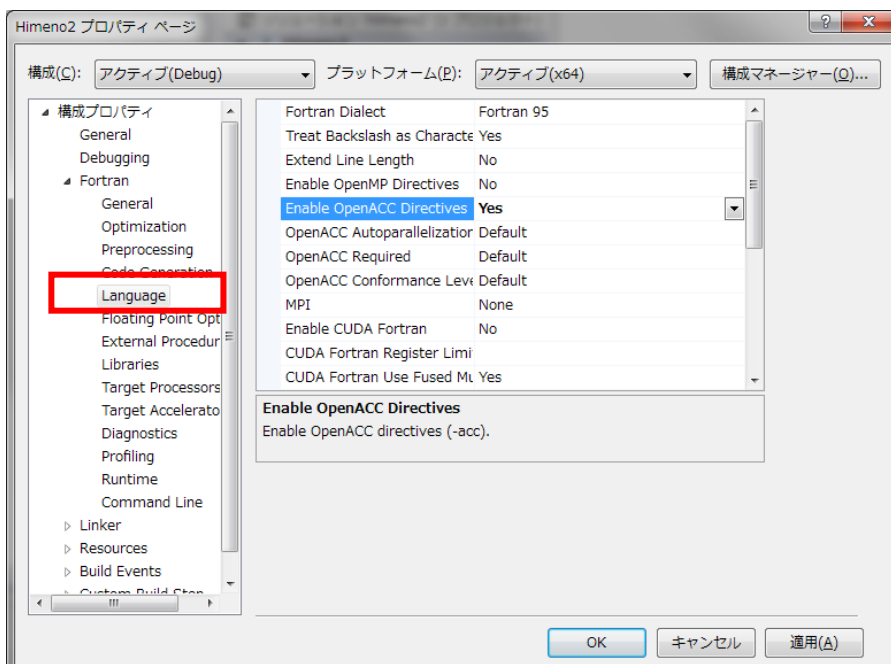 Himeno2 プロパティ ページ
構成(C): アクティブ(Debug) プラットフォーム(P): アクティブ(x64) 構成マネージャー(O)...
構成プロパティ
General
Debugging
Fortran
General
Optimization
Preprocessing
Code Generation
Language
Floating Point Opt
External Procedur
Libraries
Target Processors
Target Accelerato
Diagnostics
Profiling
Runtime
Command Line
Linker
Resources
Build Events
Custom Build Step
Fortran Dialect Fortran 95
Treat Backslash as Characte Yes
Extend Line Length No
Enable OpenMP Directives No
Enable OpenACC Directives Yes
OpenACC Autoparallelization Default
OpenACC Required Default
OpenACC Conformance Leve Default
MPI None
Enable CUDA Fortran No
CUDA Fortran Register Limi
CUDA Fortran Use Fused Mu Yes
Enable OpenACC Directives
Enable OpenACC directives (-acc).
OK キャンセル 適用(A)